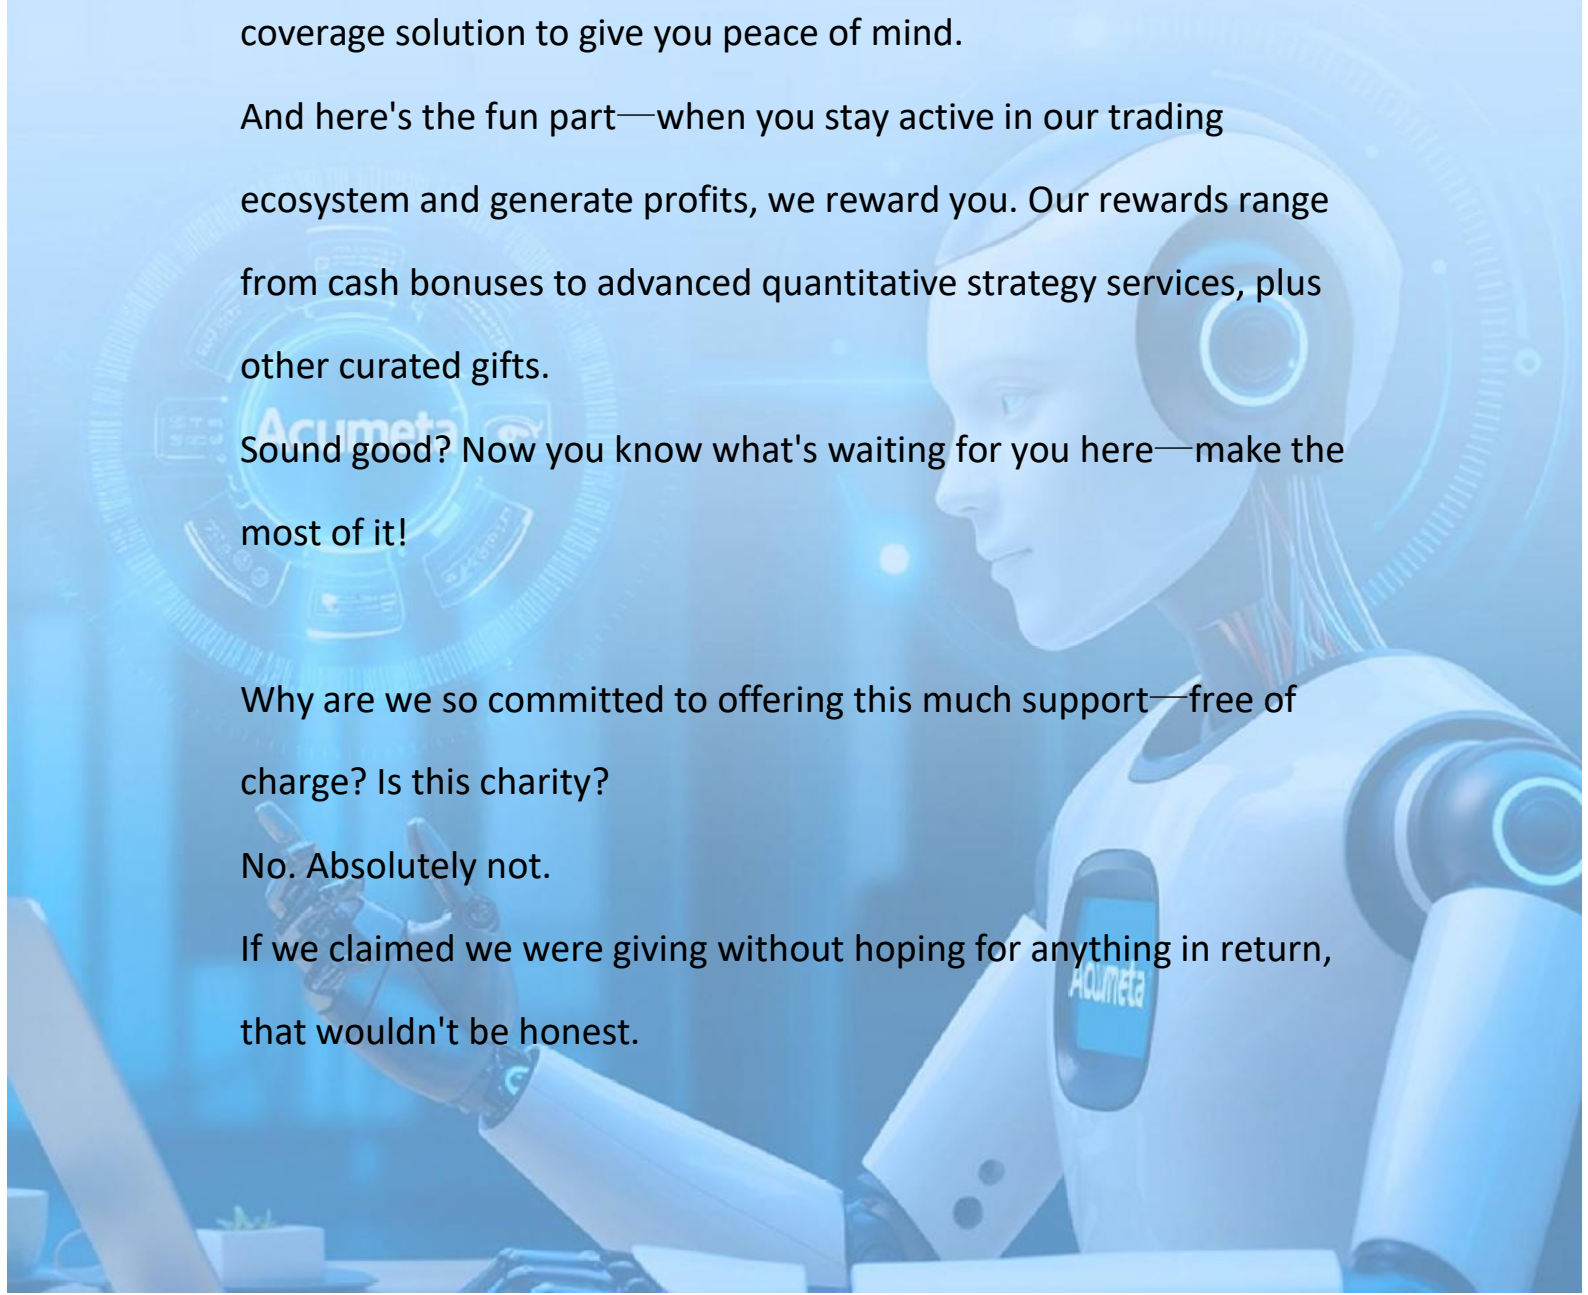 coverage solution to give you peace of mind.
And here's the fun part—when you stay active in our trading
ecosystem and generate profits, we reward you. Our rewards range
from cash bonuses to advanced quantitative strategy services, plus
other curated gifts.
Acumeta
Sound good? Now you know what's waiting for you here—make the
most of it!
Why are we so committed to offering this much support—free of
charge? Is this charity?
No. Absolutely not.
If we claimed we were giving without hoping for anything in return,
Acumeta
that wouldn't be honest.